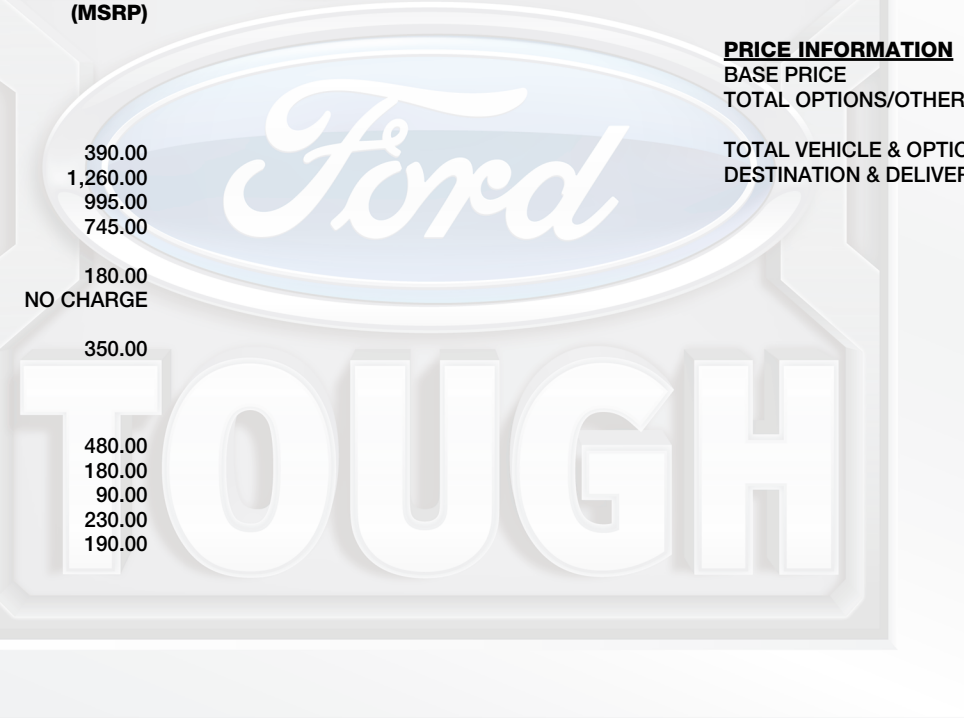 (MSRP)
390.00
1,260.00
995.00
745.00
180.00
NO CHARGE
350.00
480.00
180.00
90.00
230.00
190.00
PRICE INFORMATION
BASE PRICE
TOTAL OPTIONS/OTHER
TOTAL VEHICLE & OPTIO
DESTINATION & DELIVER
Ford
TOUGH